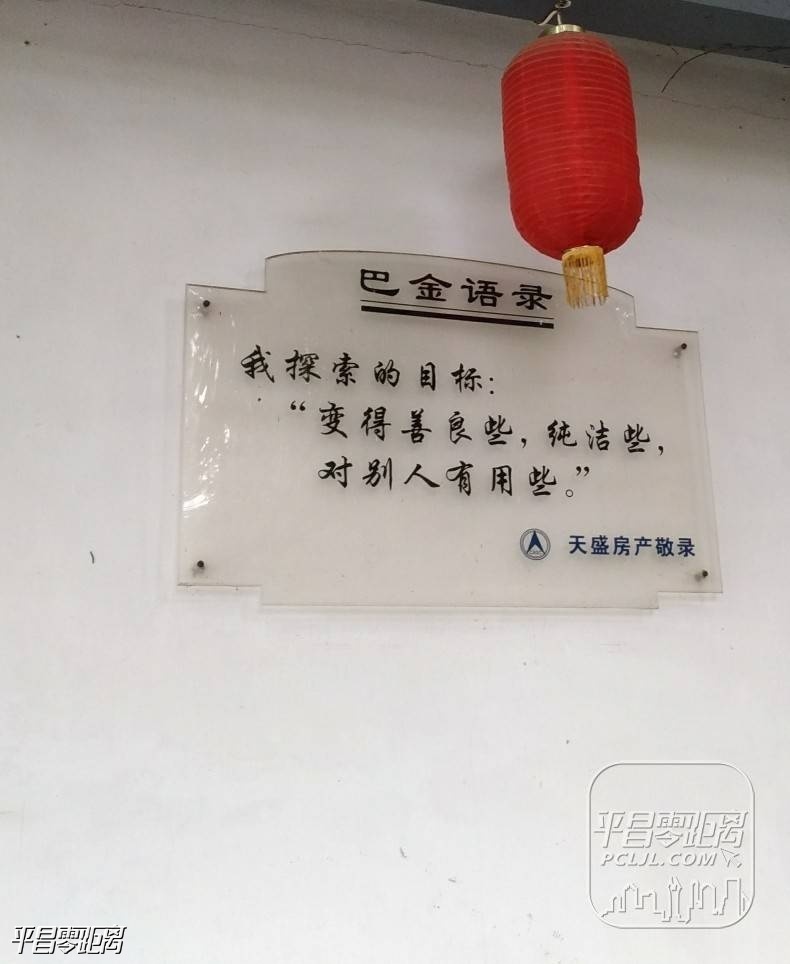 巴金语录
我探索的目标：
“变得善良些，纯洁些，
对别人有用些。”
天盛房产敬录
平昌零距离
PCLJL.COM
平昌零距离